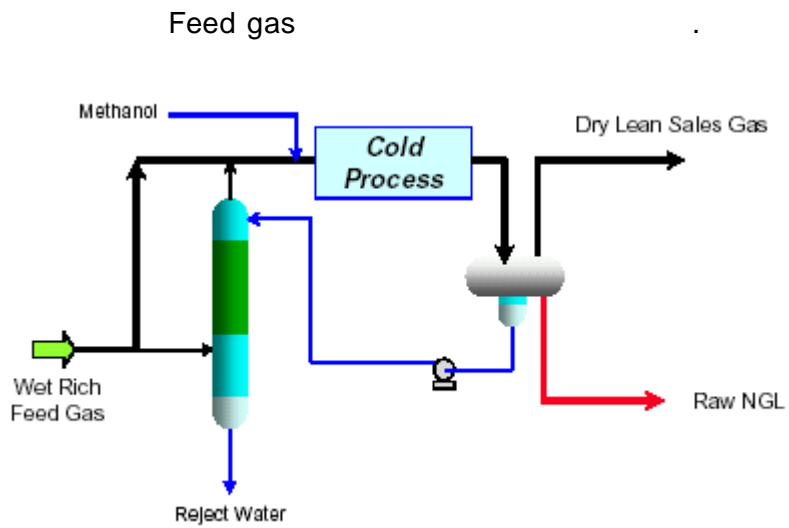 Feed gas .
Methanol
Cold
Process
Dry Lean Sales Gas
Wet Rich
Feed Gas
Raw NGL
Reject Water